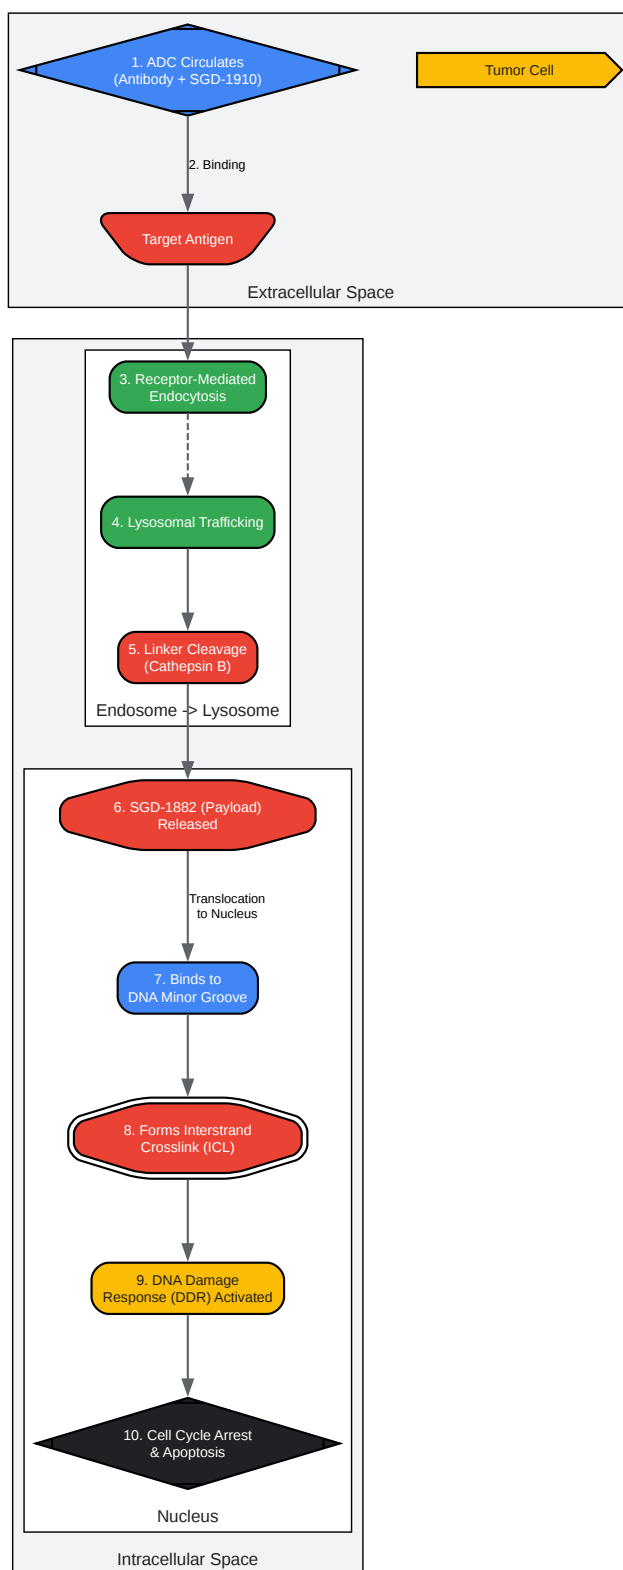 1. ADC Circulates
(Antibody + SGD-1910)
Tumor Cell
2. Binding
Target Antigen
Extracellular Space
3. Receptor-Mediated
Endocytosis
4. Lysosomal Trafficking
5. Linker Cleavage
(Cathepsin B)
Endosome -> Lysosome
6. SGD-1882 (Payload)
Released
Translocation
to Nucleus
7. Binds to
DNA Minor Groove
8. Forms Interstrand
Crosslink (ICL)
9. DNA Damage
Response (DDR) Activated
10. Cell Cycle Arrest
& Apoptosis
Nucleus
Intracellular Space